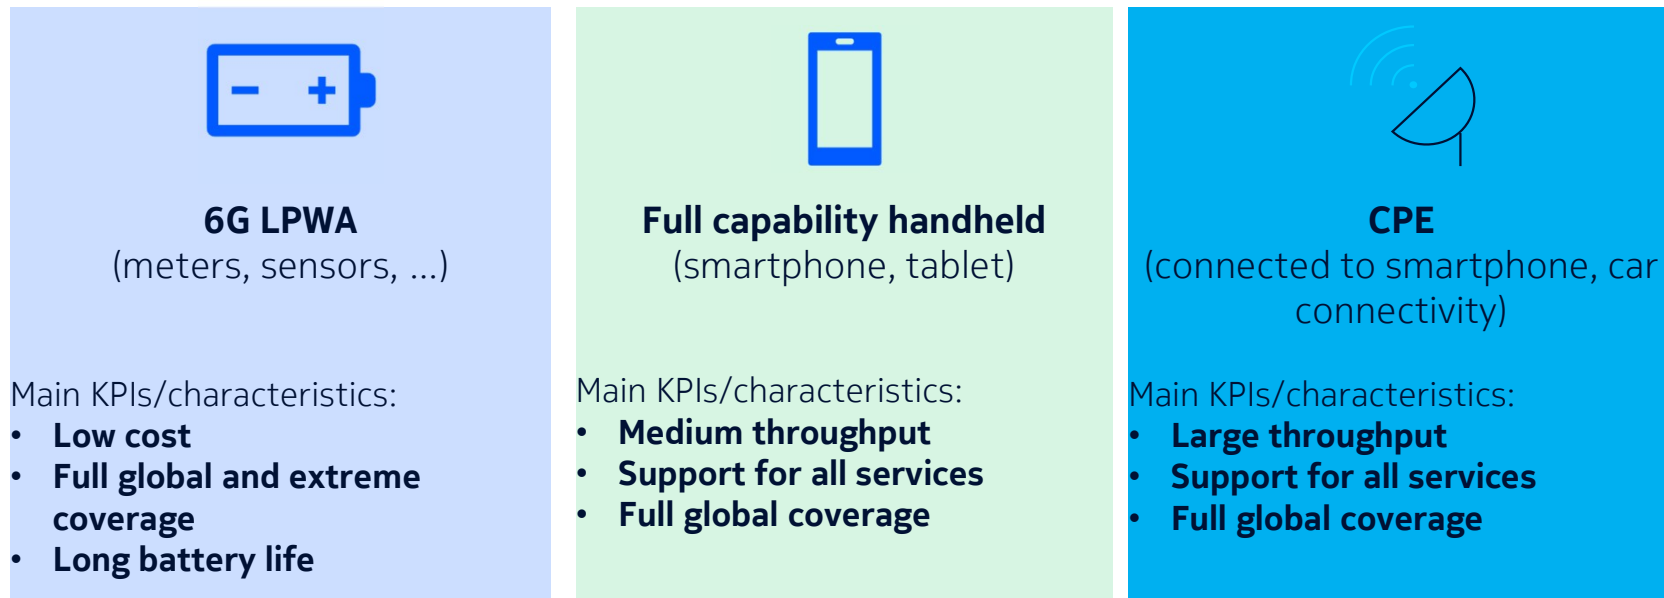 6G LPWA
(meters, sensors, ...)
Main KPIs/characteristics:
• Low cost
• Full global and extreme
coverage
• Long battery life
Full capability handheld
(smartphone, tablet)
Main KPIs/characteristics:
• Medium throughput
• Support for all services
• Full global coverage
CPE
(connected to smartphone, car
connectivity)
Main KPIs/characteristics:
• Large throughput
• Support for all services
• Full global coverage